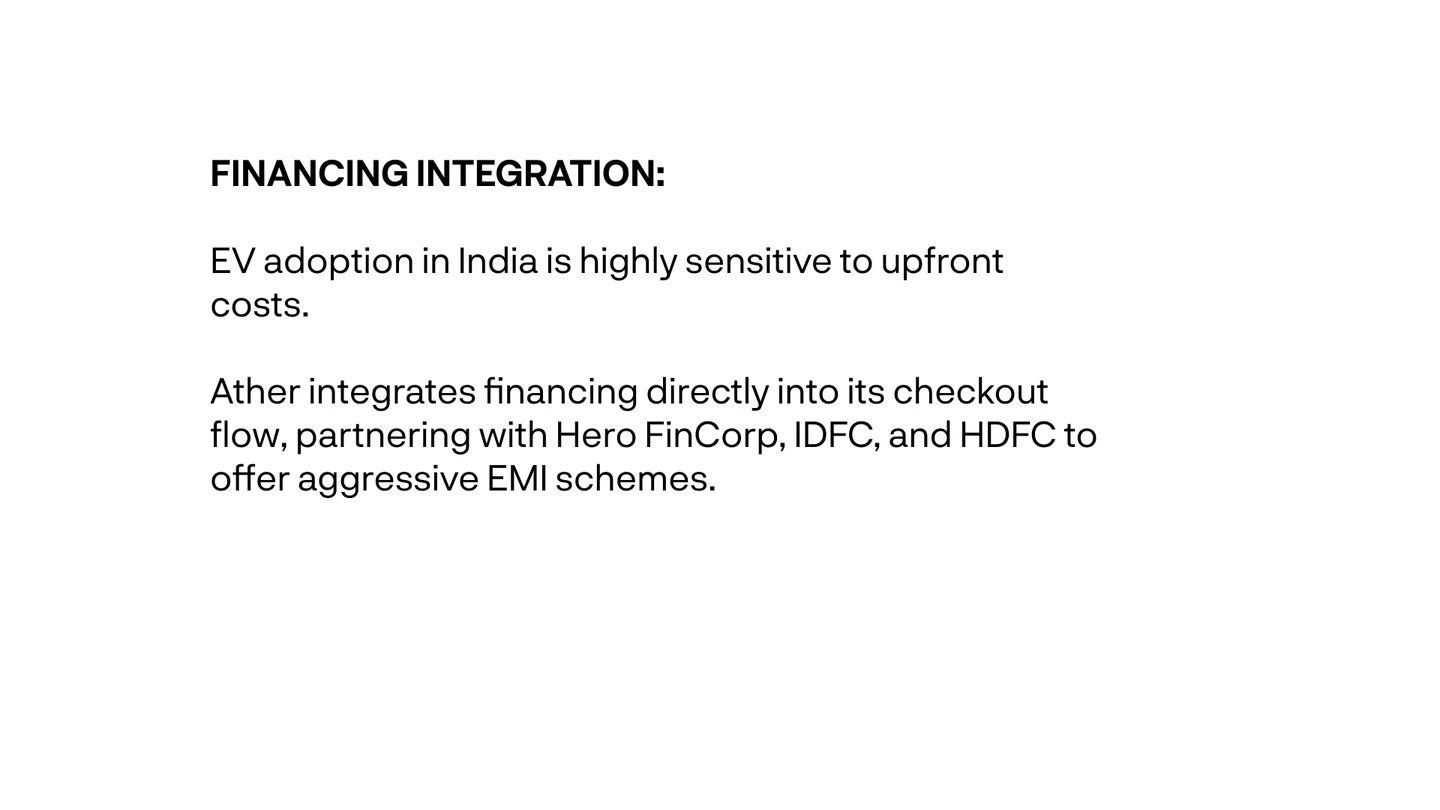 FINANCING INTEGRATION:
EV adoption in India is highly sensitive to upfront
costs.
Ather integrates financing directly into its checkout
flow, partnering with Hero FinCorp, IDFC, and HDFC to
offer aggressive EMI schemes.